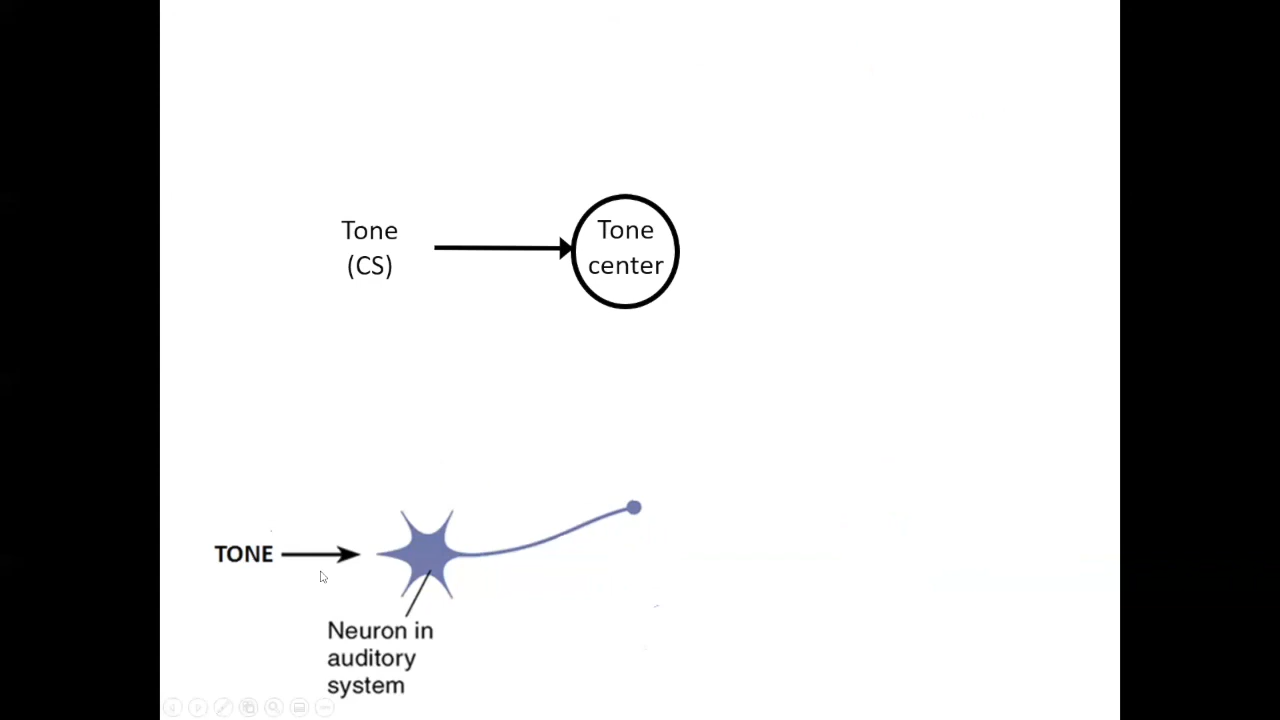 Tone
(CS)
Tone
center
TONE
Neuron in
auditory
system